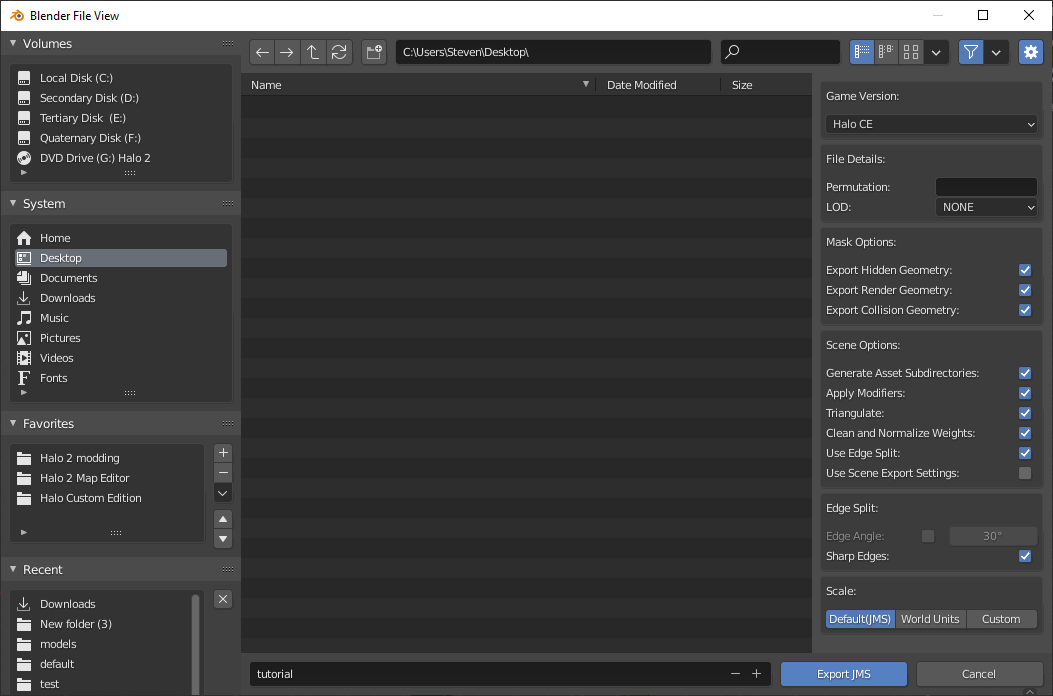 Blender File View
Volumes
Local Disk (C:)
Secondary Disk (D:)
Tertiary Disk (E:)
Quaternary Disk (F:)
DVD Drive (G:) Halo 2
System
Home
Desktop
Documents
Downloads
Music
Pictures
Videos
Fonts
Favorites
Halo 2 modding
Halo 2 Map Editor
Halo Custom Edition
Recent
Downloads
New folder (3)
models
default
test
C:\Users\Steven\Desktop\
Name Date Modified Size
tutorial
Game Version:
Halo CE
File Details:
Permutation:
LOD: NONE
Mask Options:
Export Hidden Geometry:
Export Render Geometry:
Export Collision Geometry:
Scene Options:
Generate Asset Subdirectories:
Apply Modifiers:
Triangulate:
Clean and Normalize Weights:
Use Edge Split:
Use Scene Export Settings:
Edge Split:
Edge Angle: 30°
Sharp Edges:
Scale:
Default(JMS) World Units Custom
Export JMS Cancel